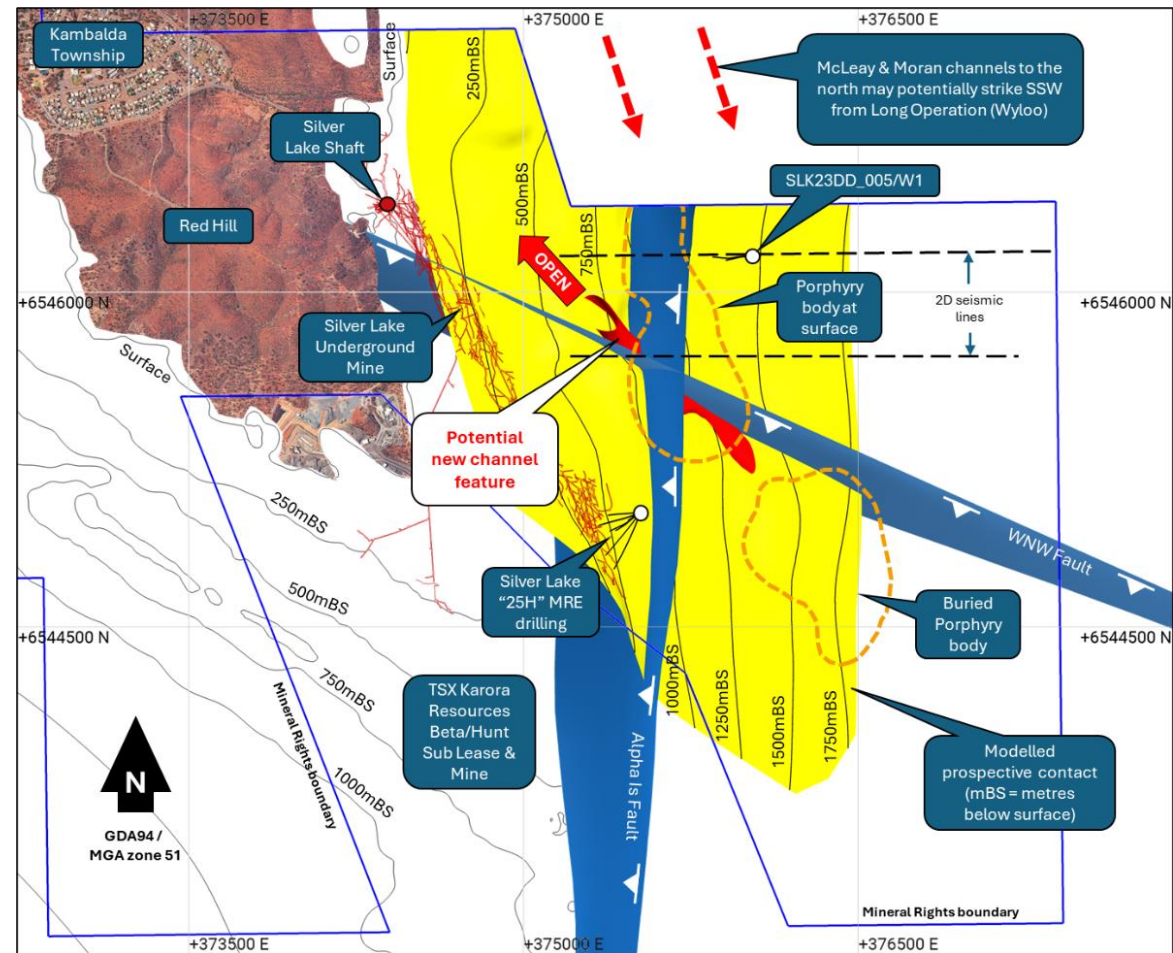 +373500 E
+375000 E
+376500 E
Kambalda
Township
Surface
250mBS
McLeay & Moran channels to the
north may potentially strike SSW
from Long Operation (Wyloo)
Silver
Lake Shaft
SLK23DD_005/W1
500mBS
750mBS
Red Hill
OPEN
Porphyry
body at
surface
2D seismic
lines
+6546000 N
+6546000 N
Silver Lake
Underground
Mine
Surface
Potential
new channel
feature
250mBS
WNW Fault
Silver Lake
“25H” MRE
drilling
Buried
Porphyry
body
500mBS
+6544500 N
+6544500 N
1000mBS
1250mBS
1500mBS
1750mBS
750mBS
TSX Karora
Resources
Beta/Hunt
Sub Lease &
Mine
Mineral Rights boundary
Alpha Is Fault
Modelled
prospective contact
(mBS = metres
below surface)
N
1000mBS
GDA94 /
MGA zone 51
Mineral Rights boundary
+373500 E
+375000 E
+376500 E